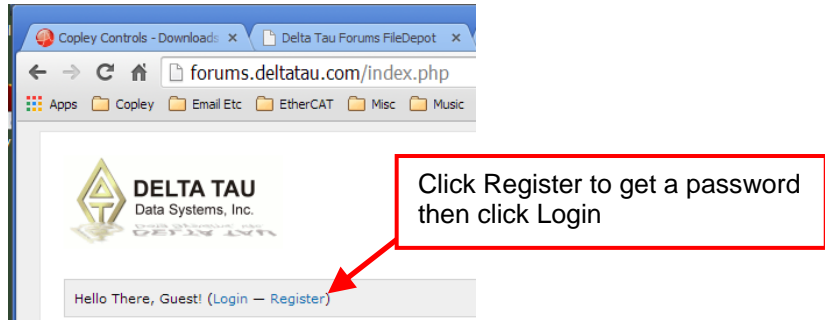 Copley Controls - Downloads
Delta Tau Forums FileDepot
forums.deltatau.com/index.php
Apps Copley Email Etc EtherCAT Misc Music
DELTA TAU
Data Systems, Inc.
Click Register to get a password
then click Login
Hello There, Guest! (Login — Register)